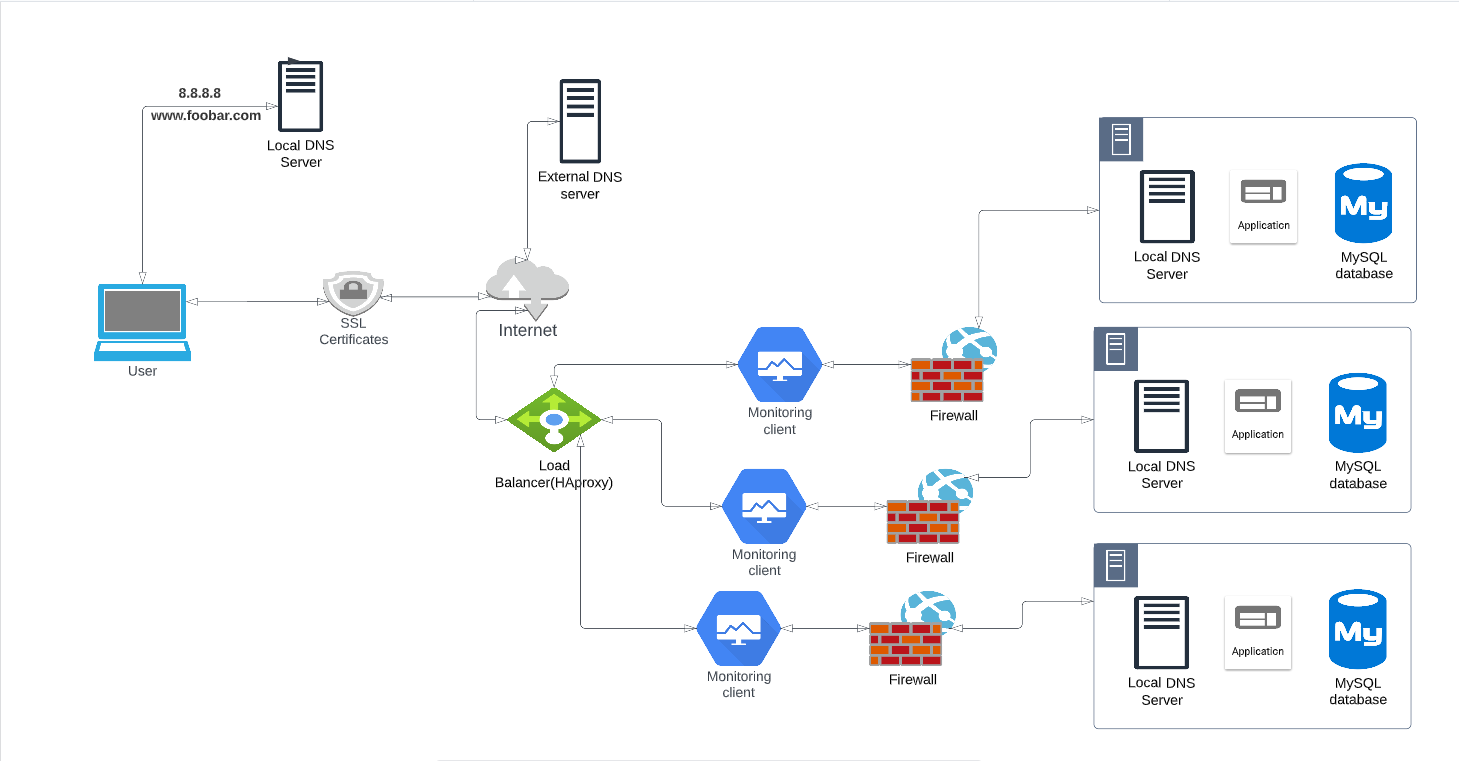 8.8.8.8
www.foobar.com
Local DNS
Server
External DNS
server
User
SSL
Certificates
Internet
Load
Balancer(HAproxy)
Monitoring
client
Firewall
Monitoring
client
Firewall
Monitoring
client
Firewall
Local DNS
Server
Application
My
MySQL
database
Local DNS
Server
Application
My
MySQL
database
Local DNS
Server
Application
My
MySQL
database